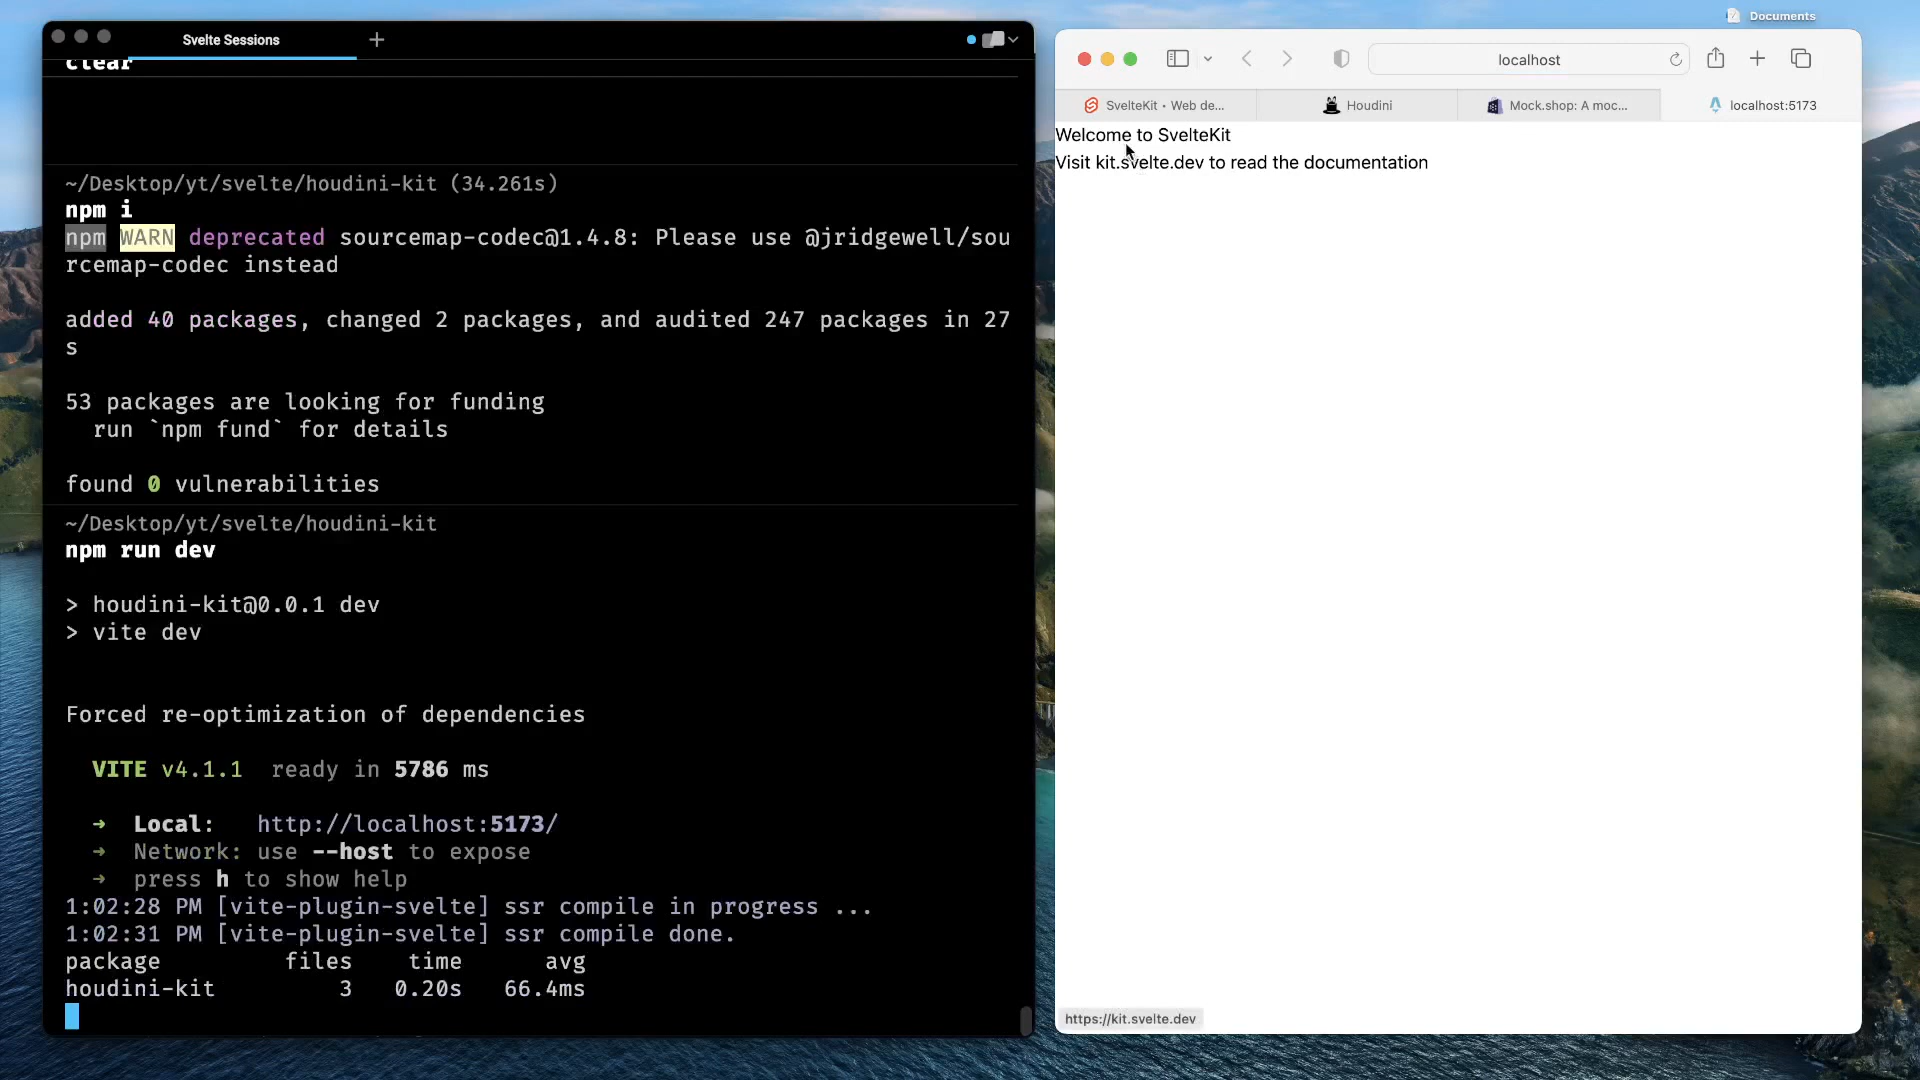 Documents
Svelte Sessions
clear
~/Desktop/yt/svelte/houdini-kit (34.261s)
npm i
npm WARN deprecated sourcemap-codec@1.4.8: Please use @jridgewell/sou
rcemap-codec instead
added 40 packages, changed 2 packages, and audited 247 packages in 27
s
53 packages are looking for funding
run `npm fund` for details
found 0 vulnerabilities
~/Desktop/yt/svelte/houdini-kit
npm run dev
> houdini-kit@0.0.1 dev
> vite dev
Forced re-optimization of dependencies
VITE v4.1.1 ready in 5786 ms
➜ Local: http://localhost:5173/
➜ Network: use --host to expose
➜ press h to show help
1:02:28 PM [vite-plugin-svelte] ssr compile in progress ...
1:02:31 PM [vite-plugin-svelte] ssr compile done.
package files time avg
houdini-kit 3 0.20s 66.4ms
localhost
SvelteKit • Web de... Houdini Mock.shop: A moc... localhost:5173
Welcome to SvelteKit
Visit kit.svelte.dev to read the documentation
https://kit.svelte.dev